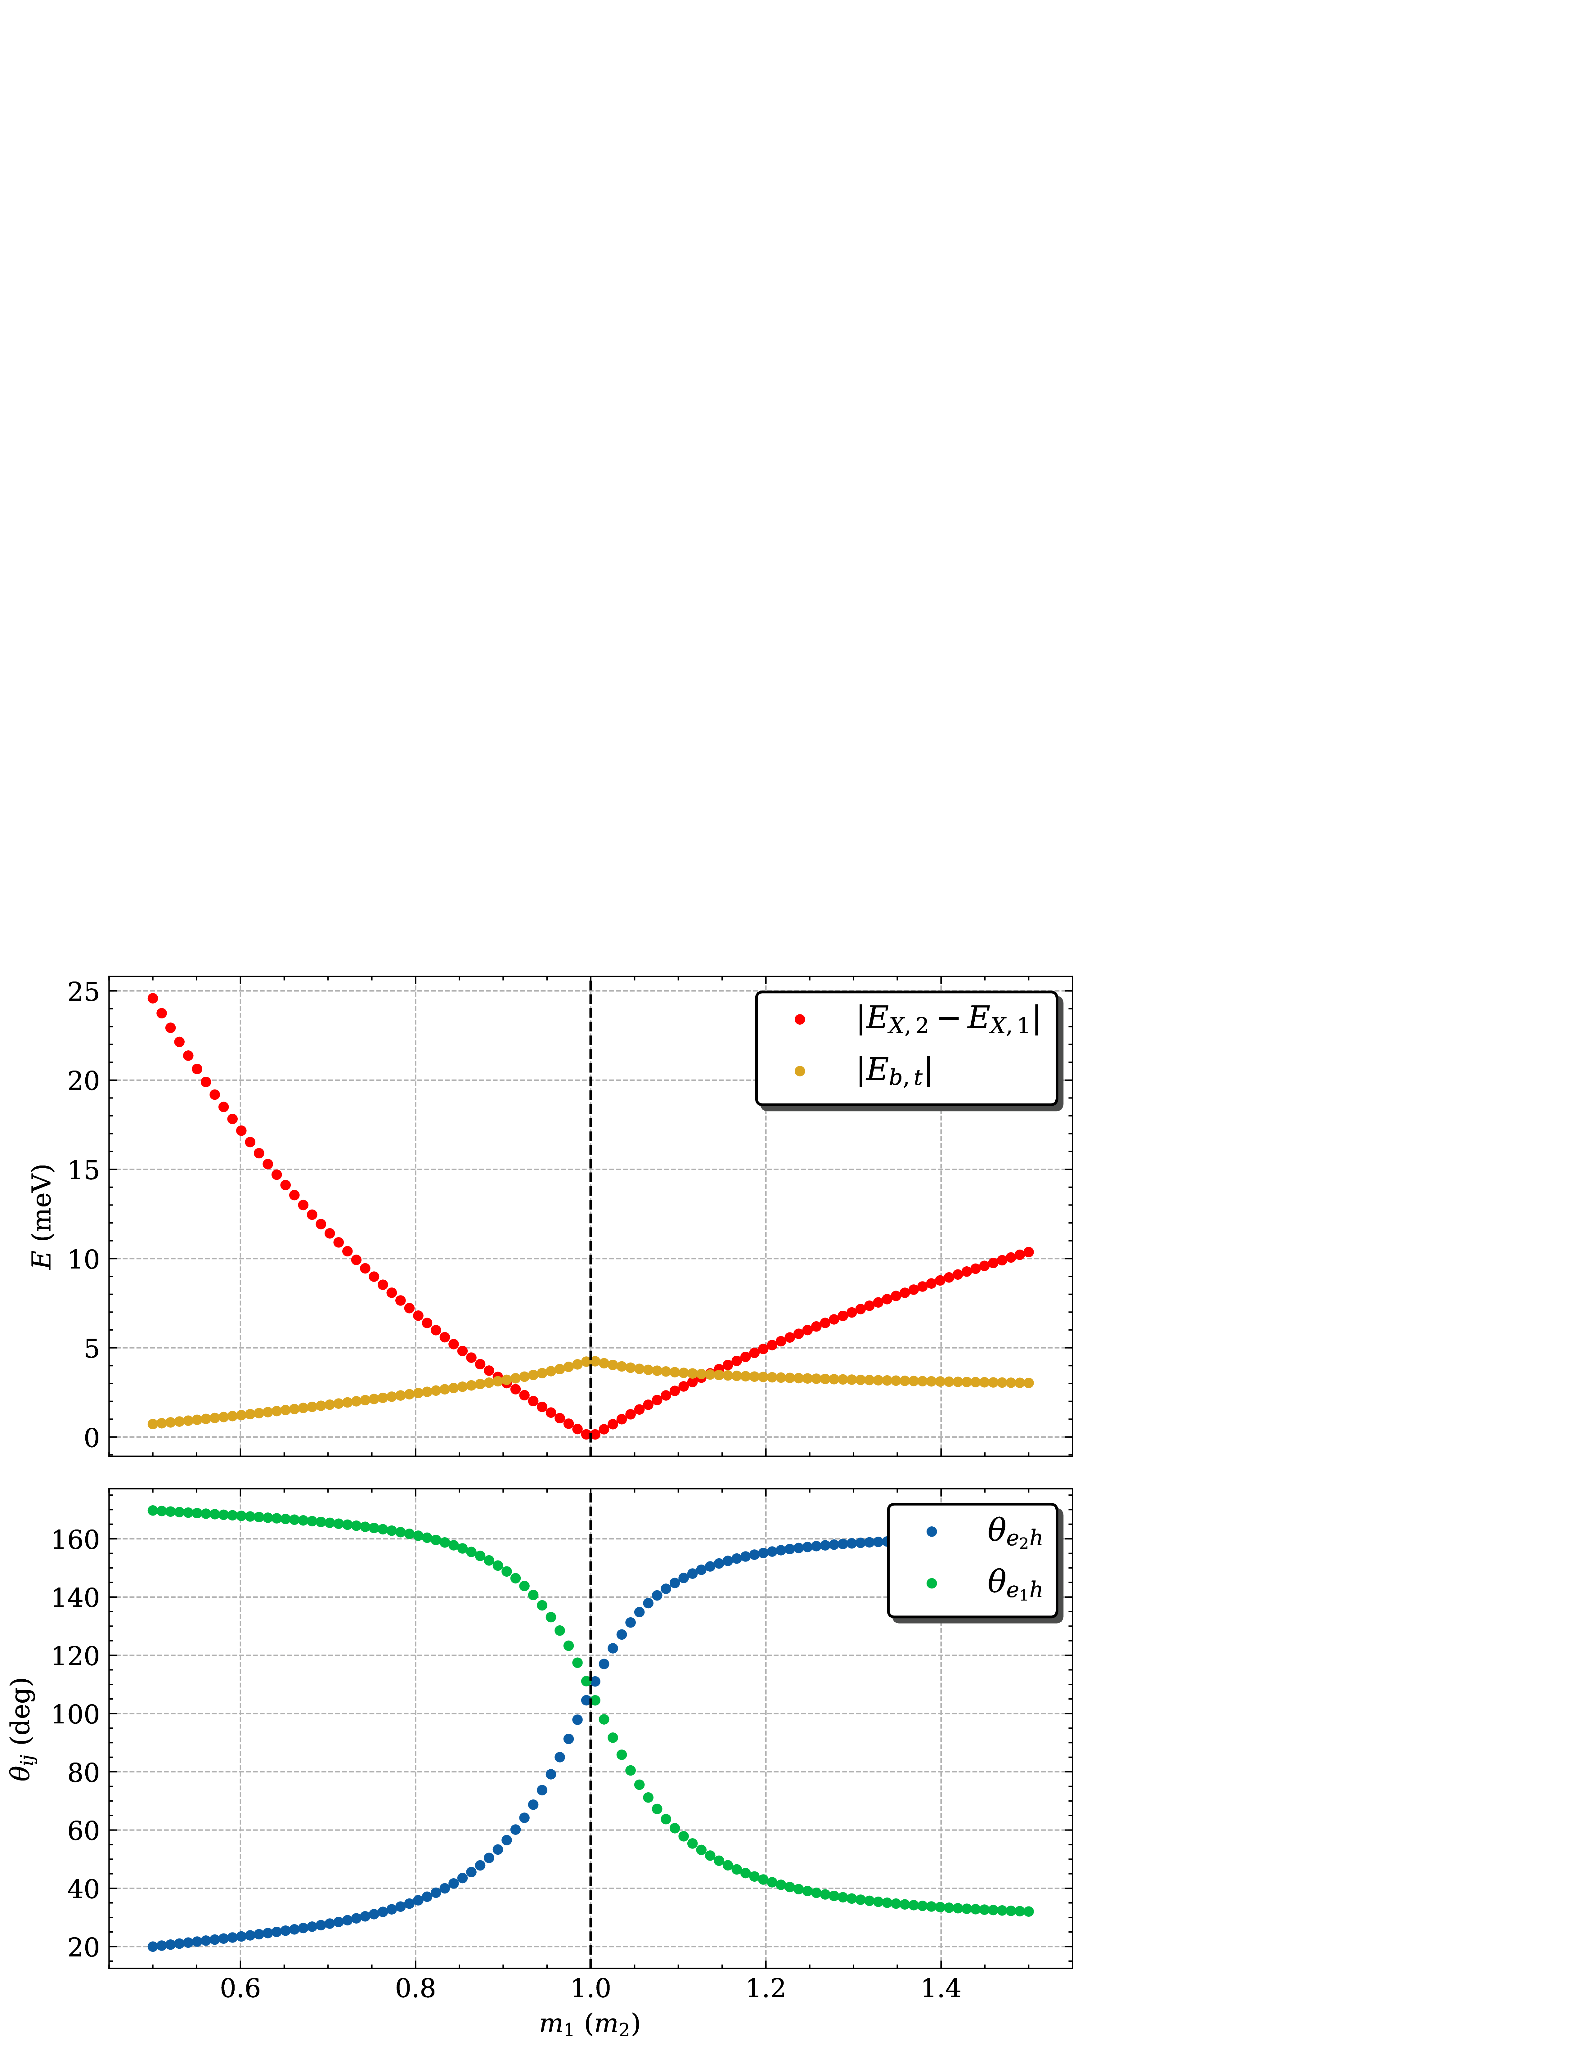 25
20
15
10
5
0
E (meV)
|E_{X,2} − E_{X,1}|
|E_{b,t}|
160
140
120
100
80
60
40
20
θ_{ij} (deg)
θ_{e_2h}
θ_{e_1h}
0.6 0.8 1.0 1.2 1.4
m_1 (m_2)